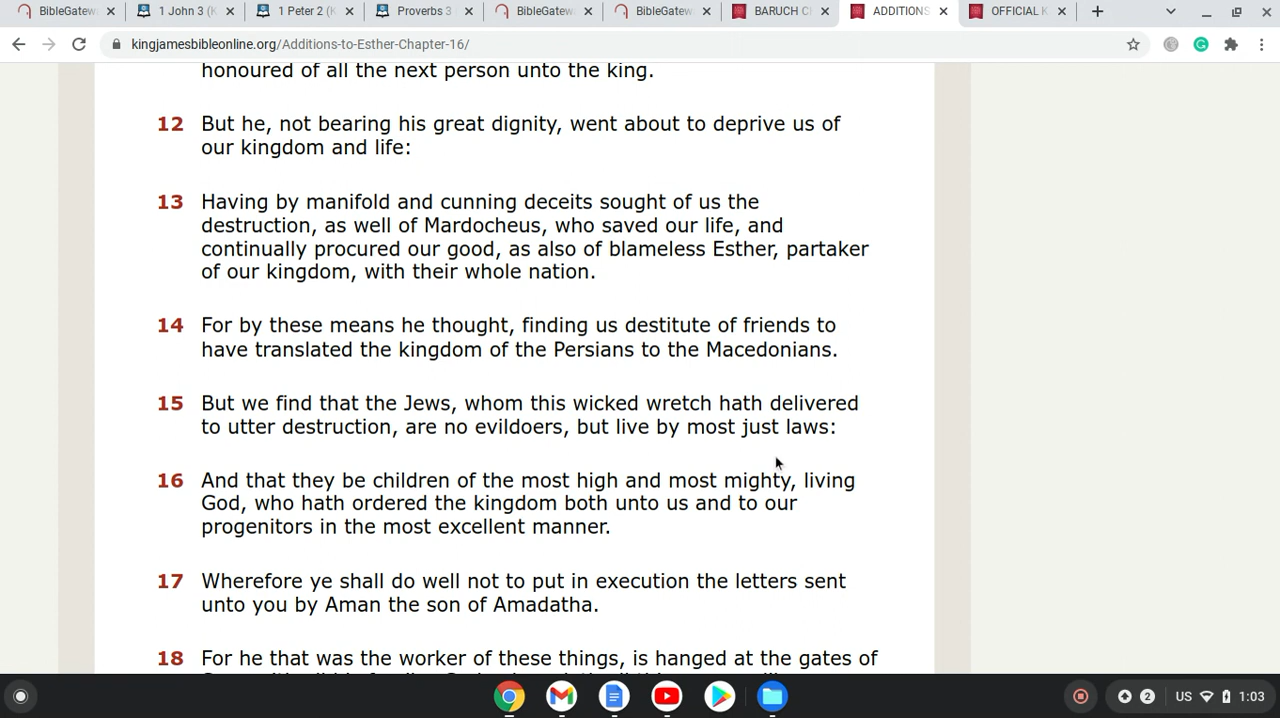 BibleGatew
1 John 3 (K
1 Peter 2 (K
Proverbs 3
BibleGatew
BibleGatew
BARUCH C
ADDITIONS
OFFICIAL K
kingjamesbibleonline.org/Additions-to-Esther-Chapter-16/
honoured of all the next person unto the king.
12 But he, not bearing his great dignity, went about to deprive us of
our kingdom and life:
13 Having by manifold and cunning deceits sought of us the
destruction, as well of Mardocheus, who saved our life, and
continually procured our good, as also of blameless Esther, partaker
of our kingdom, with their whole nation.
14 For by these means he thought, finding us destitute of friends to
have translated the kingdom of the Persians to the Macedonians.
15 But we find that the Jews, whom this wicked wretch hath delivered
to utter destruction, are no evildoers, but live by most just laws:
16 And that they be children of the most high and most mighty, living
God, who hath ordered the kingdom both unto us and to our
progenitors in the most excellent manner.
17 Wherefore ye shall do well not to put in execution the letters sent
unto you by Aman the son of Amadatha.
18 For he that was the worker of these things, is hanged at the gates of
2 US 1:03